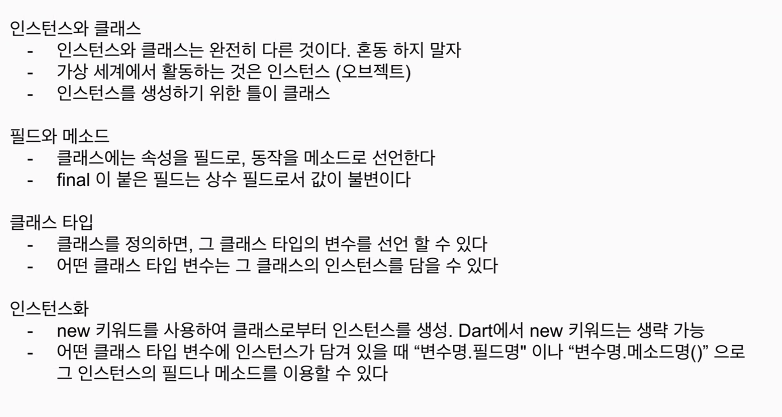 인스턴스와 클래스
- 인스턴스와 클래스는 완전히 다른 것이다. 혼동 하지 말자
- 가상 세계에서 활동하는 것은 인스턴스 (오브젝트)
- 인스턴스를 생성하기 위한 틀이 클래스
필드와 메소드
- 클래스에는 속성을 필드로, 동작을 메소드로 선언한다
- final 이 붙은 필드는 상수 필드로서 값이 불변이다
클래스 타입
- 클래스를 정의하면, 그 클래스 타입의 변수를 선언 할 수 있다
- 어떤 클래스 타입 변수는 그 클래스의 인스턴스를 담을 수 있다
인스턴스화
- new 키워드를 사용하여 클래스로부터 인스턴스를 생성. Dart에서 new 키워드는 생략 가능
- 어떤 클래스 타입 변수에 인스턴스가 담겨 있을 때 “변수명.필드명" 이나 “변수명.메소드명()” 으로
그 인스턴스의 필드나 메소드를 이용할 수 있다